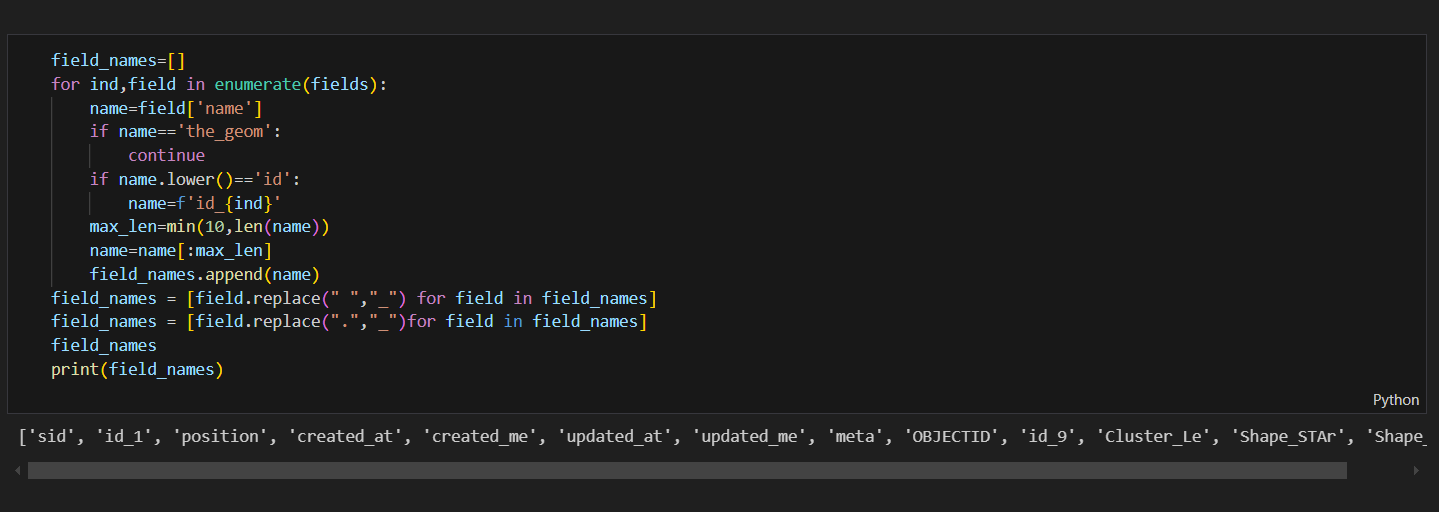 field_names=[]
for ind,field in enumerate(fields):
    name=field['name']
    if name=='the_geom':
        continue
    if name.lower()=='id':
        name=f'id_{ind}'
    max_len=min(10,len(name))
    name=name[:max_len]
    field_names.append(name)
field_names = [field.replace(" ","_") for field in field_names]
field_names = [field.replace(".","_")for field in field_names]
field_names
print(field_names)
Python
['sid', 'id_1', 'position', 'created_at', 'created_me', 'updated_at', 'updated_me', 'meta', 'OBJECTID', 'id_9', 'Cluster_Le', 'Shape_STAr', 'Shape_